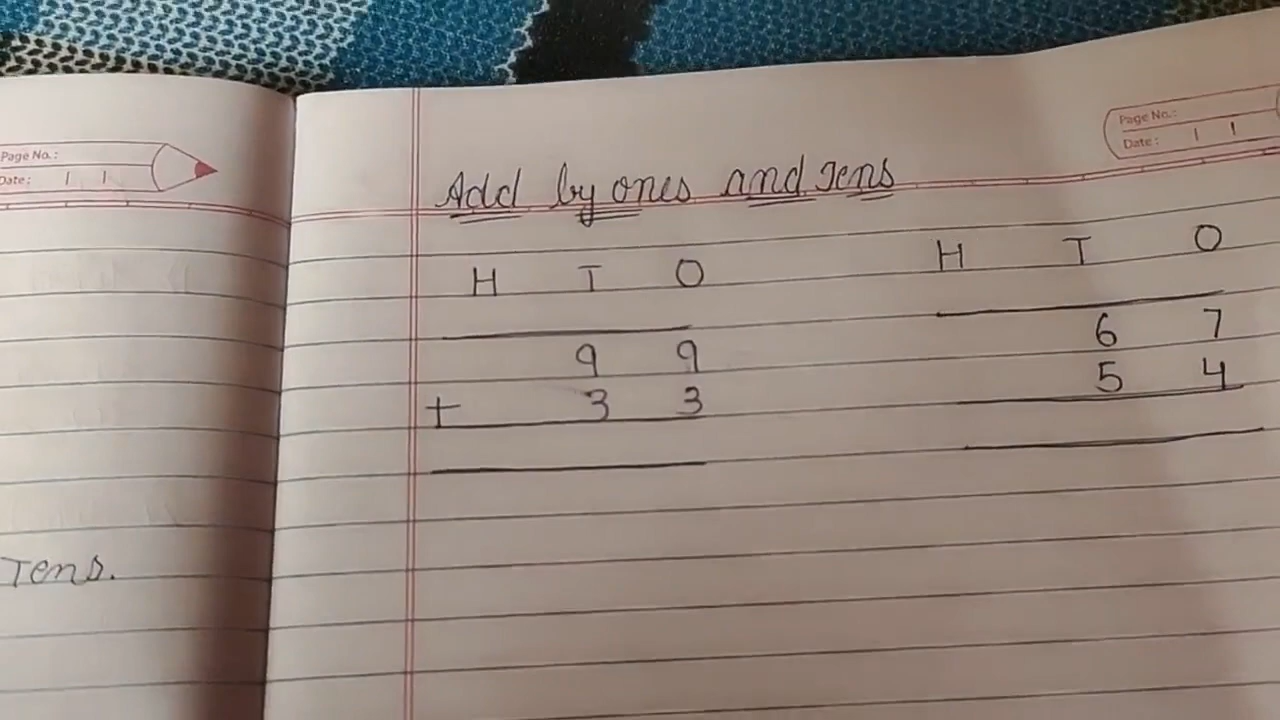 Page No.:
Date:
Tens.
Page No.:
Date:
Add by ones and Tens
H T O
9 9
+ 3 3
H T O
6 7
5 4